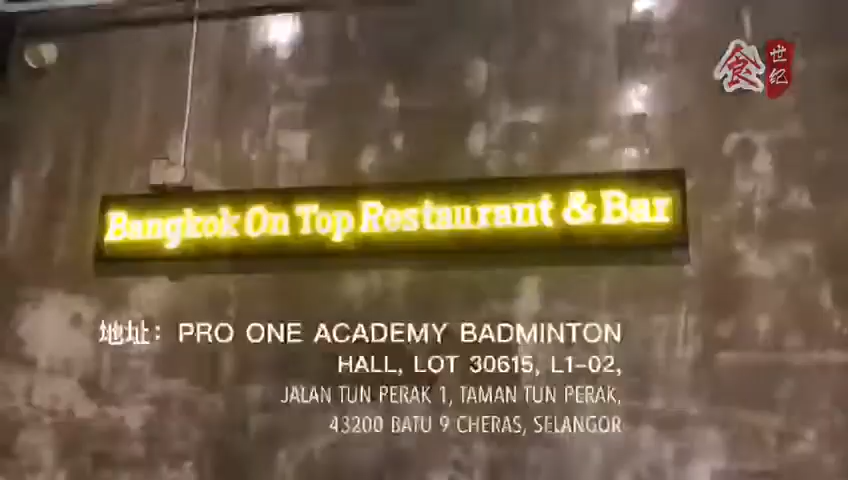 食
世纪
Bangkok On Top Restaurant & Bar
地址: PRO ONE ACADEMY BADMINTON
HALL, LOT 30615, L1-02,
JALAN TUN PERAK 1, TAMAN TUN PERAK,
43200 BATU 9 CHERAS, SELANGOR